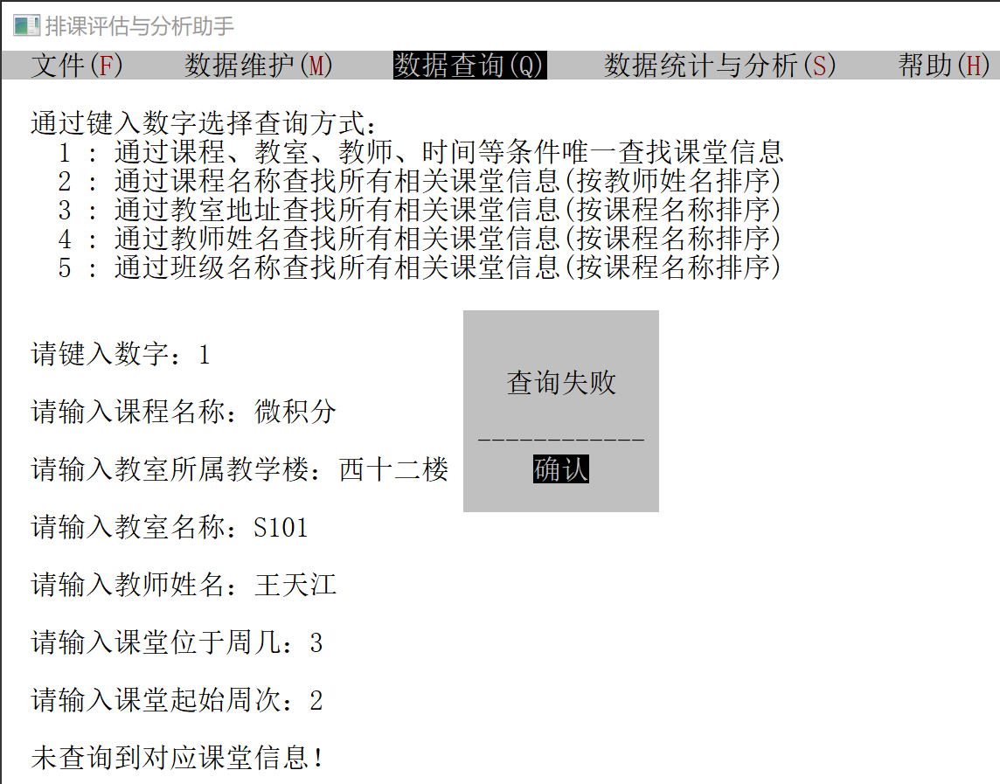 排课评估与分析助手
文件(F) 数据维护(M) 数据查询(Q) 数据统计与分析(S) 帮助(H)
通过键入数字选择查询方式：
1 : 通过课程、教室、教师、时间等条件唯一查找课堂信息
2 : 通过课程名称查找所有相关课堂信息(按教师姓名排序)
3 : 通过教室地址查找所有相关课堂信息(按课程名称排序)
4 : 通过教师姓名查找所有相关课堂信息(按课程名称排序)
5 : 通过班级名称查找所有相关课堂信息(按课程名称排序)
请键入数字：1
请输入课程名称：微积分
请输入教室所属教学楼：西十二楼
请输入教室名称：S101
请输入教师姓名：王天江
请输入课堂位于周几：3
请输入课堂起始周次：2
未查询到对应课堂信息！
查询失败
------------
确认